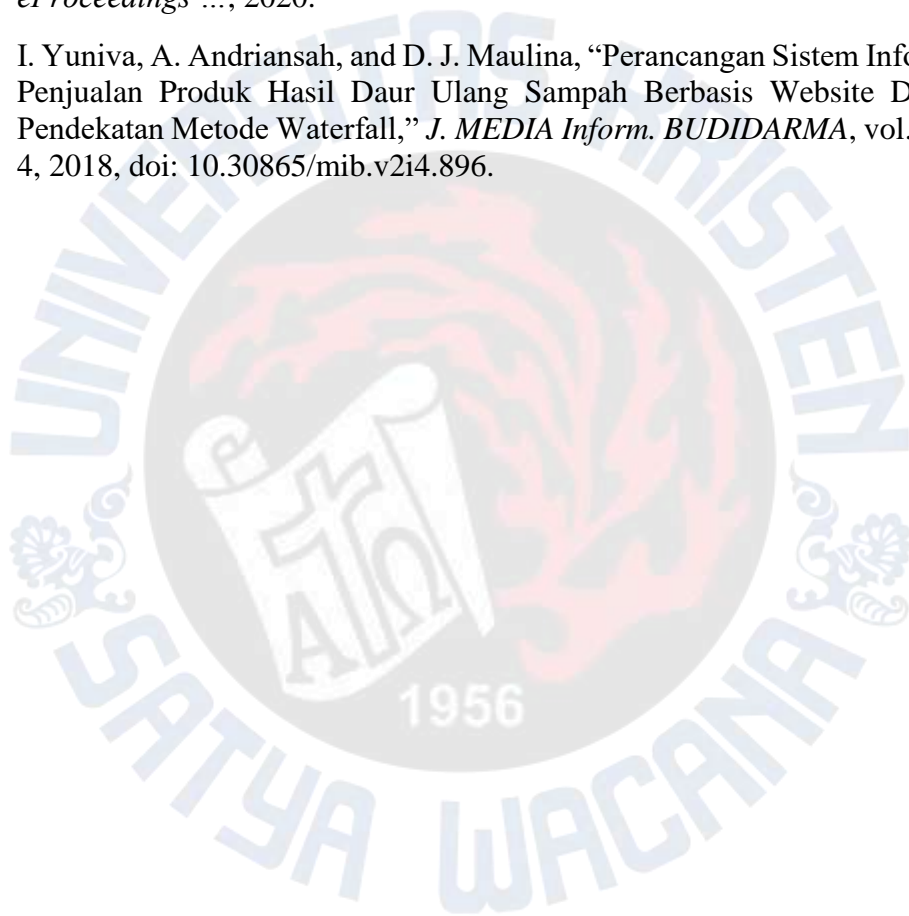 eProceedings ..., 2020.
I. Yuniva, A. Andriansah, and D. J. Maulina, “Perancangan Sistem Info
Penjualan Produk Hasil Daur Ulang Sampah Berbasis Website D
Pendekatan Metode Waterfall,” J. MEDIA Inform. BUDIDARMA, vol.
4, 2018, doi: 10.30865/mib.v2i4.896.
UNIVERSITAS KRISTEN
ΑΩ
1956
SATYA WACANA